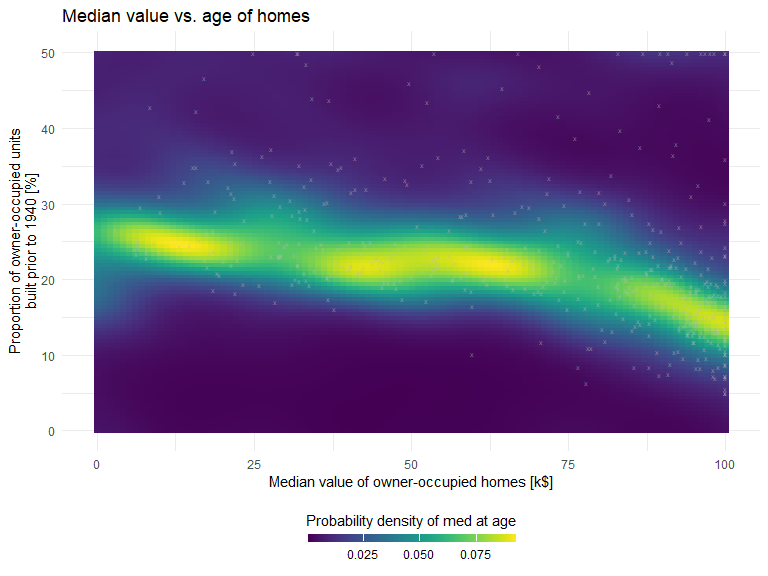 Median value vs. age of homes
Proportion of owner-occupied units
built prior to 1940 [%]
50
40
30
20
10
0
0 25 50 75 100
Median value of owner-occupied homes [k$]
Probability density of med at age
0.025 0.050 0.075